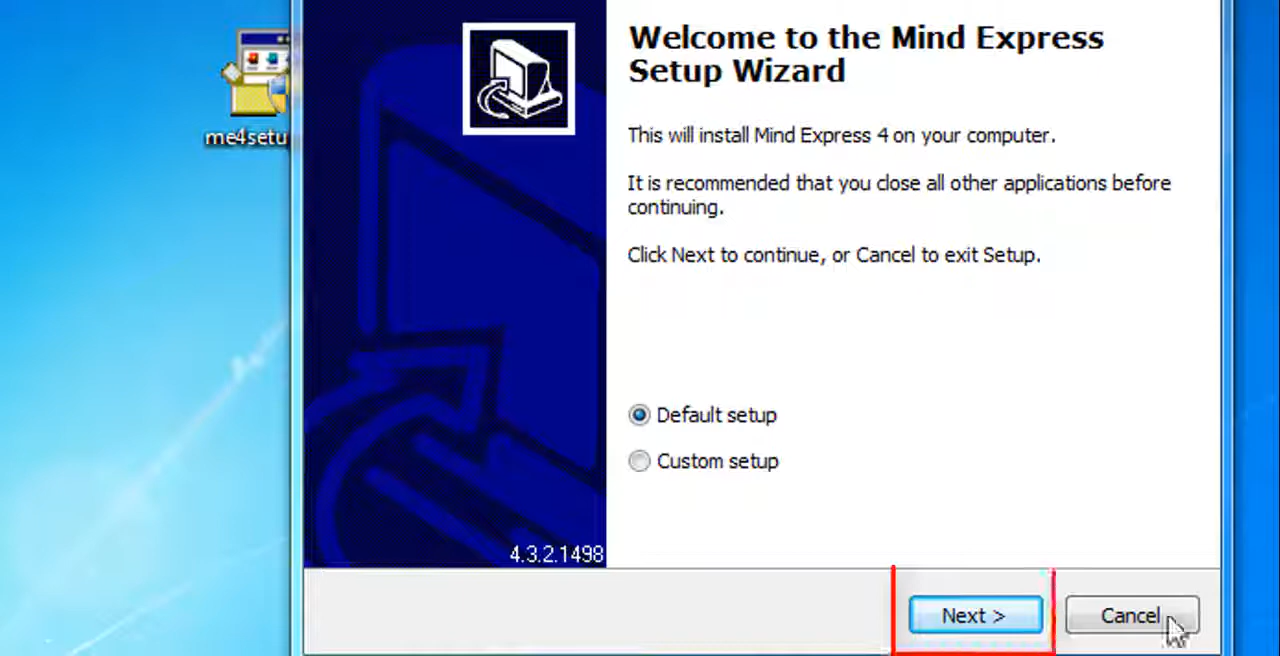 Welcome to the Mind Express
Setup Wizard
This will install Mind Express 4 on your computer.
It is recommended that you close all other applications before
continuing.
Click Next to continue, or Cancel to exit Setup.
me4setu
Default setup
Custom setup
4.3.2.1498
Next >
Cancel